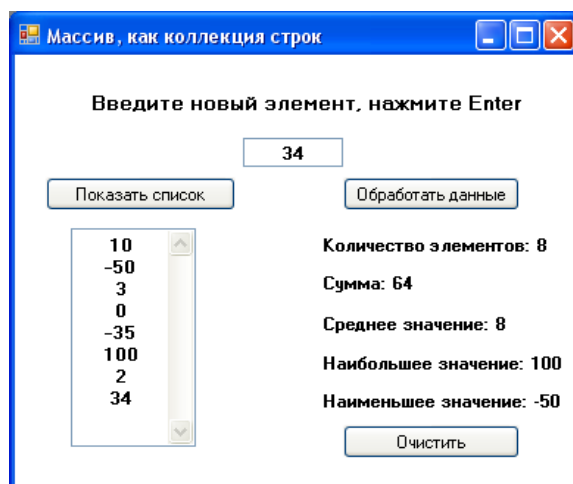 Массив, как коллекция строк
Введите новый элемент, нажмите Enter
34
Показать список
Обработать данные
10
-50
3
0
-35
100
2
34
Количество элементов: 8
Сумма: 64
Среднее значение: 8
Наибольшее значение: 100
Наименьшее значение: -50
Очистить